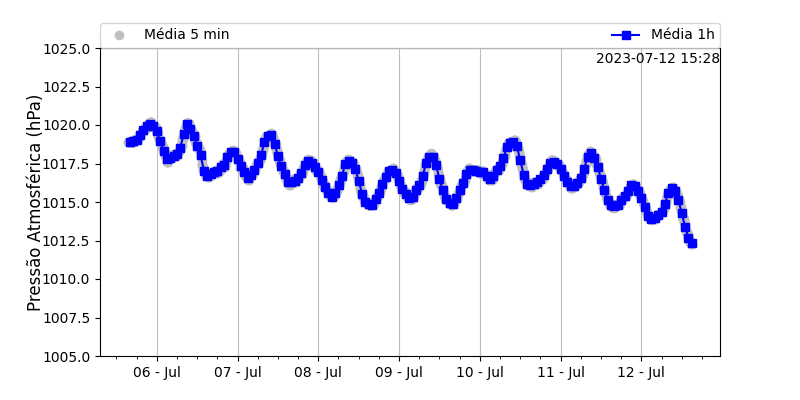 Média 5 min
Média 1h
2023-07-12 15:28
Pressão Atmosférica (hPa)
1025.0
1022.5
1020.0
1017.5
1015.0
1012.5
1010.0
1007.5
1005.0
06 - Jul
07 - Jul
08 - Jul
09 - Jul
10 - Jul
11 - Jul
12 - Jul